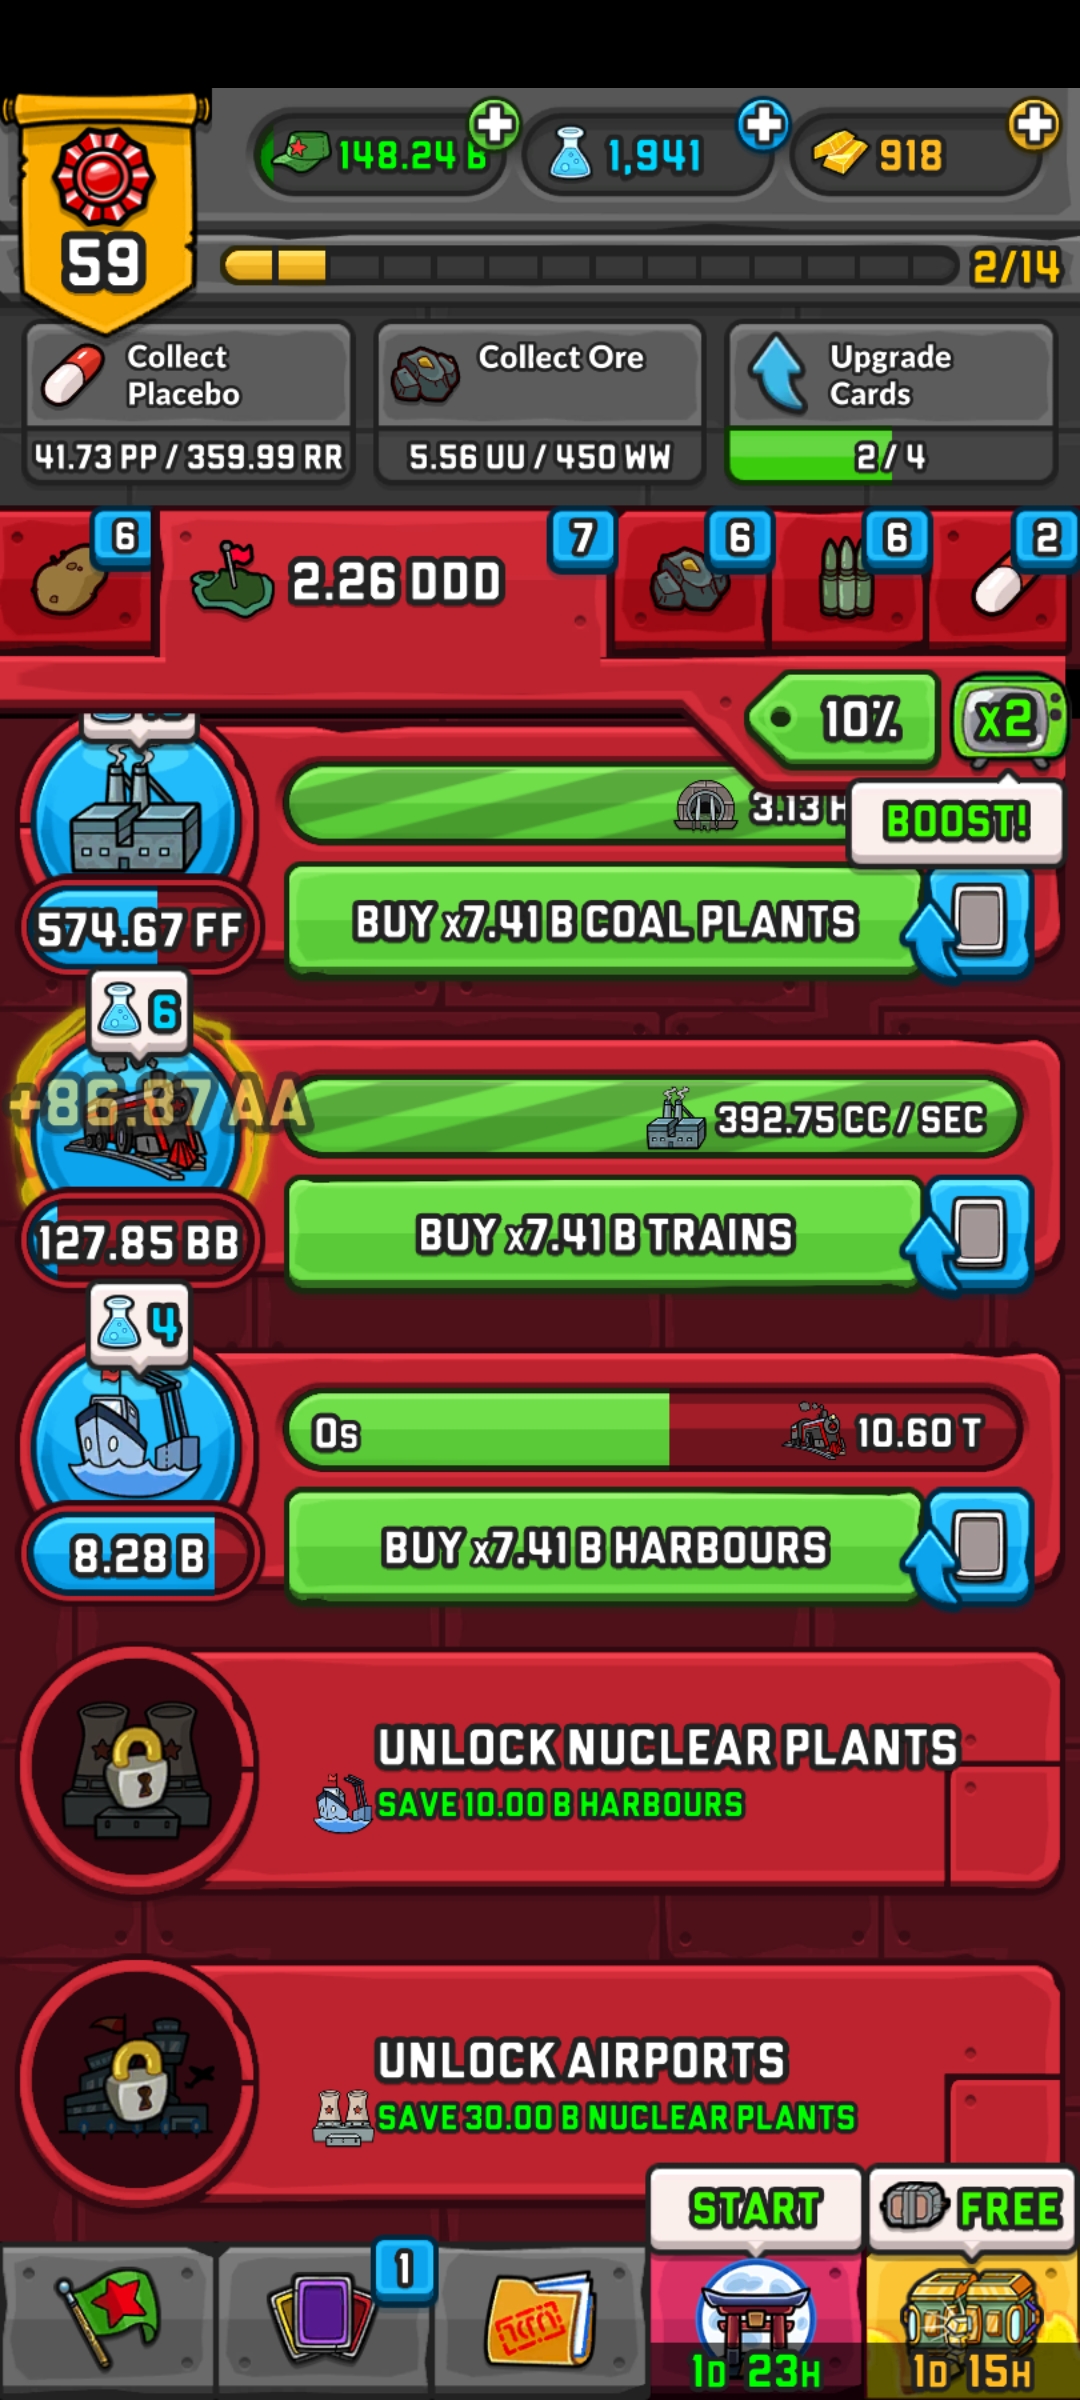 148.24 B
1,941
918
59
2/14
Collect
Placebo
41.73 PP / 359.99 RR
Collect Ore
5.56 UU / 450 WW
Upgrade
Cards
2 / 4
6
2.26 DDD
7
6
6
2
10%
x2
BOOST!
3.13
574.67 FF
BUY x7.41 B COAL PLANTS
6
+86.87 AA
392.75 CC / SEC
127.85 BB
BUY x7.41 B TRAINS
4
0s
10.60 T
8.28 B
BUY x7.41 B HARBOURS
UNLOCK NUCLEAR PLANTS
SAVE 10.00 B HARBOURS
UNLOCK AIRPORTS
SAVE 30.00 B NUCLEAR PLANTS
START
FREE
1
1D 23H
1D 15H